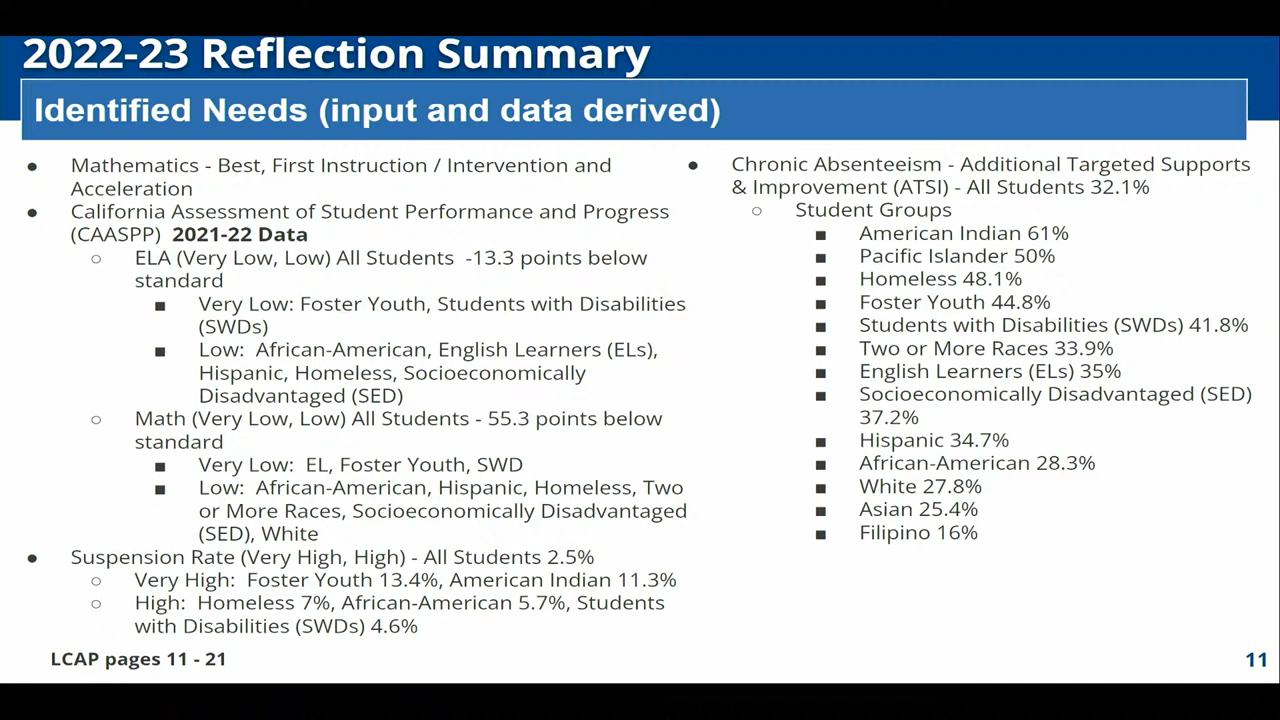 2022-23 Reflection Summary
Identified Needs (input and data derived)
● Mathematics - Best, First Instruction / Intervention and
Acceleration
● California Assessment of Student Performance and Progress
(CAASPP) 2021-22 Data
○ ELA (Very Low, Low) All Students -13.3 points below
standard
■ Very Low: Foster Youth, Students with Disabilities
(SWDs)
■ Low: African-American, English Learners (ELs),
Hispanic, Homeless, Socioeconomically
Disadvantaged (SED)
○ Math (Very Low, Low) All Students - 55.3 points below
standard
■ Very Low: EL, Foster Youth, SWD
■ Low: African-American, Hispanic, Homeless, Two
or More Races, Socioeconomically Disadvantaged
(SED), White
● Suspension Rate (Very High, High) - All Students 2.5%
○ Very High: Foster Youth 13.4%, American Indian 11.3%
○ High: Homeless 7%, African-American 5.7%, Students
with Disabilities (SWDs) 4.6%
● Chronic Absenteeism - Additional Targeted Supports
& Improvement (ATSI) - All Students 32.1%
○ Student Groups
■ American Indian 61%
■ Pacific Islander 50%
■ Homeless 48.1%
■ Foster Youth 44.8%
■ Students with Disabilities (SWDs) 41.8%
■ Two or More Races 33.9%
■ English Learners (ELs) 35%
■ Socioeconomically Disadvantaged (SED)
37.2%
■ Hispanic 34.7%
■ African-American 28.3%
■ White 27.8%
■ Asian 25.4%
■ Filipino 16%
LCAP pages 11 - 21
11